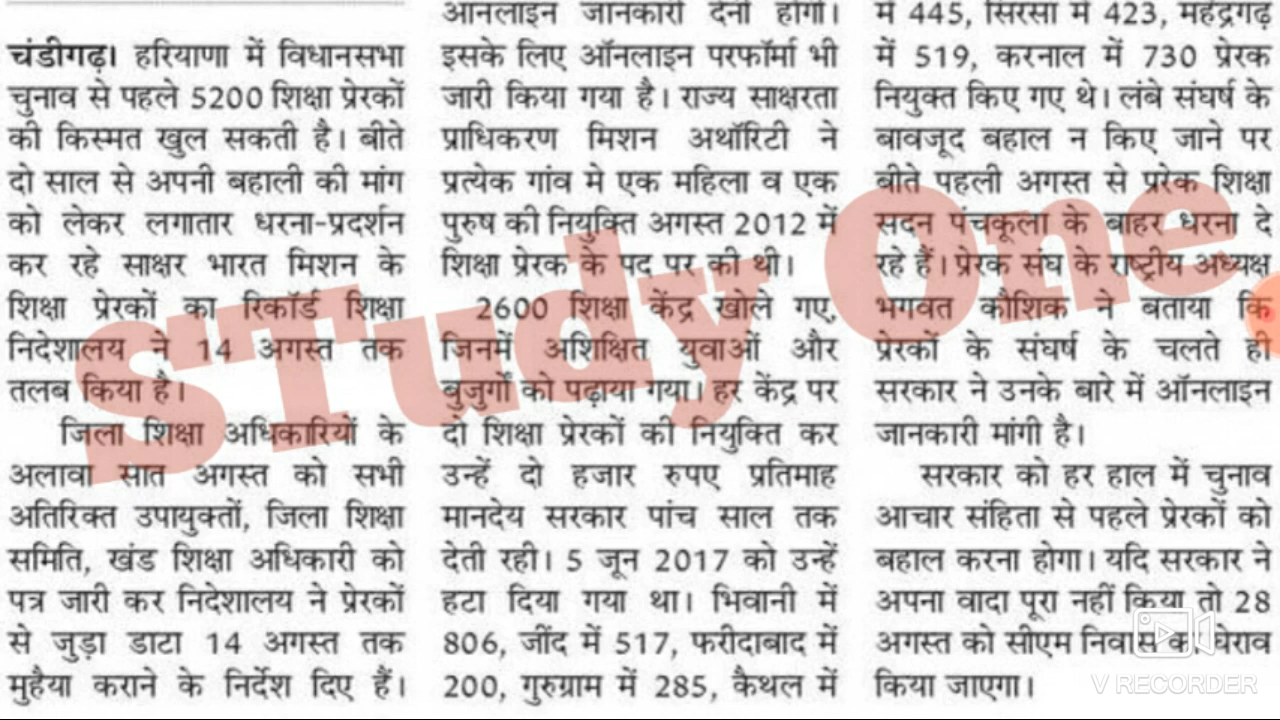 चंडीगढ़। हरियाणा में विधानसभा
चुनाव से पहले 5200 शिक्षा प्रेरकों
की किस्मत खुल सकती है। बीते
दो साल से अपनी बहाली की मांग
को लेकर लगातार धरना-प्रदर्शन
कर रहे साक्षर भारत मिशन के
शिक्षा प्रेरकों का रिकॉर्ड शिक्षा
निदेशालय ने 14 अगस्त तक
तलब किया है।
जिला शिक्षा अधिकारियों के
अलावा सात अगस्त को सभी
अतिरिक्त उपायुक्तों, जिला शिक्षा
समिति, खंड शिक्षा अधिकारी को
पत्र जारी कर निदेशालय ने प्रेरकों
से जुड़ा डाटा 14 अगस्त तक
मुहैया कराने के निर्देश दिए हैं।
ऑनलाइन जानकारी देनी होगी।
इसके लिए ऑनलाइन परफॉर्मा भी
जारी किया गया है। राज्य साक्षरता
प्राधिकरण मिशन अथॉरिटी ने
प्रत्येक गांव मे एक महिला व एक
पुरुष की नियुक्ति अगस्त 2012 में
शिक्षा प्रेरक के पद पर की थी।
2600 शिक्षा केंद्र खोले गए,
जिनमें अशिक्षित युवाओं और
बुजुर्गों को पढ़ाया गया। हर केंद्र पर
दो शिक्षा प्रेरकों की नियुक्ति कर
उन्हें दो हजार रुपए प्रतिमाह
मानदेय सरकार पांच साल तक
देती रही। 5 जून 2017 को उन्हें
हटा दिया गया था। भिवानी में
806, जींद में 517, फरीदाबाद में
200, गुरुग्राम में 285, कैथल में
में 445, सिरसा में 423, महेंद्रगढ़
में 519, करनाल में 730 प्रेरक
नियुक्त किए गए थे। लंबे संघर्ष के
बावजूद बहाल न किए जाने पर
बीते पहली अगस्त से प्ररेक शिक्षा
सदन पंचकूला के बाहर धरना दे
रहे हैं। प्रेरक संघ के राष्ट्रीय अध्यक्ष
भगवत कौशिक ने बताया कि
प्रेरकों के संघर्ष के चलते ही
सरकार ने उनके बारे में ऑनलाइन
जानकारी मांगी है।
सरकार को हर हाल में चुनाव
आचार संहिता से पहले प्रेरकों को
बहाल करना होगा। यदि सरकार ने
अपना वादा पूरा नहीं किया तो 28
अगस्त को सीएम निवास का घेराव
किया जाएगा।
STudy One
V RECORDER